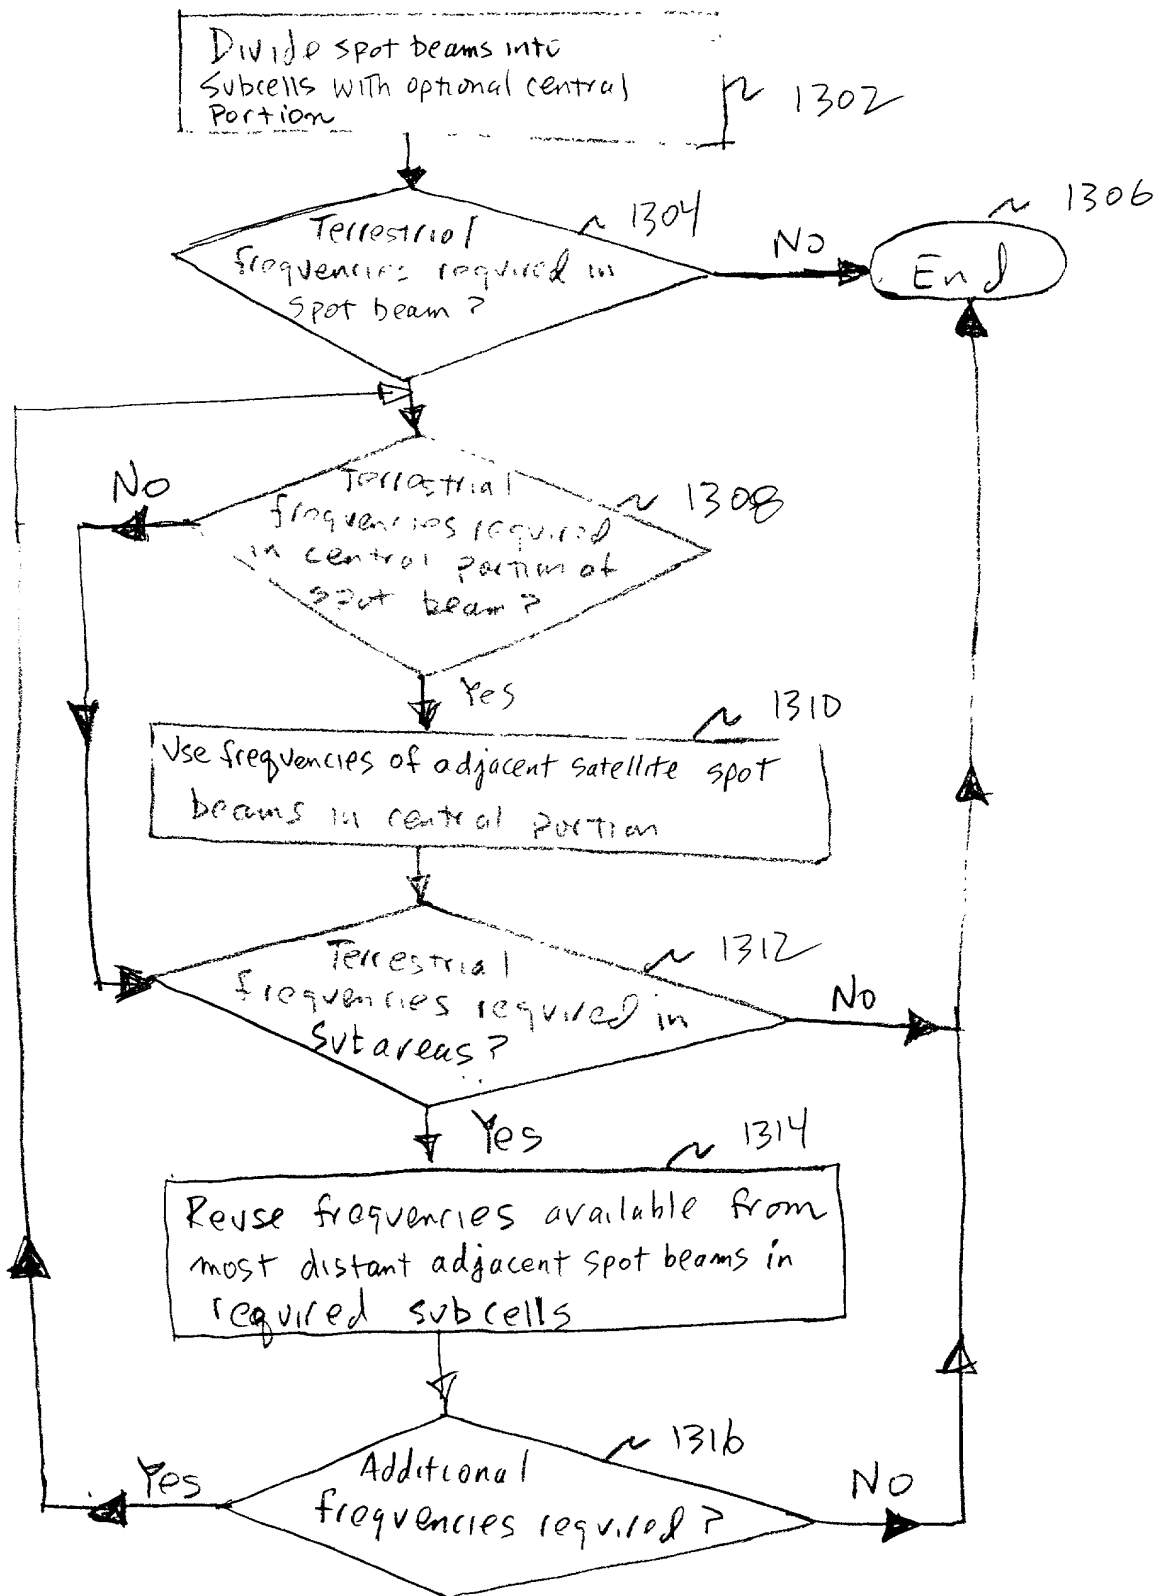 Divide spot beams into
Subcells with optional central
Portion
1302
Terrestrial
frequencies required in
spot beam?
1304
No
End
1306
Terrestrial
frequencies required
in central portion of
spot beam?
1308
No
Yes
Use frequencies of adjacent satellite spot
beams in central portion
1310
Terrestrial
frequencies required in
Subareas?
1312
No
Yes
Reuse frequencies available from
most distant adjacent spot beams in
required subcells
1314
Additional
frequencies required?
1316
Yes
No